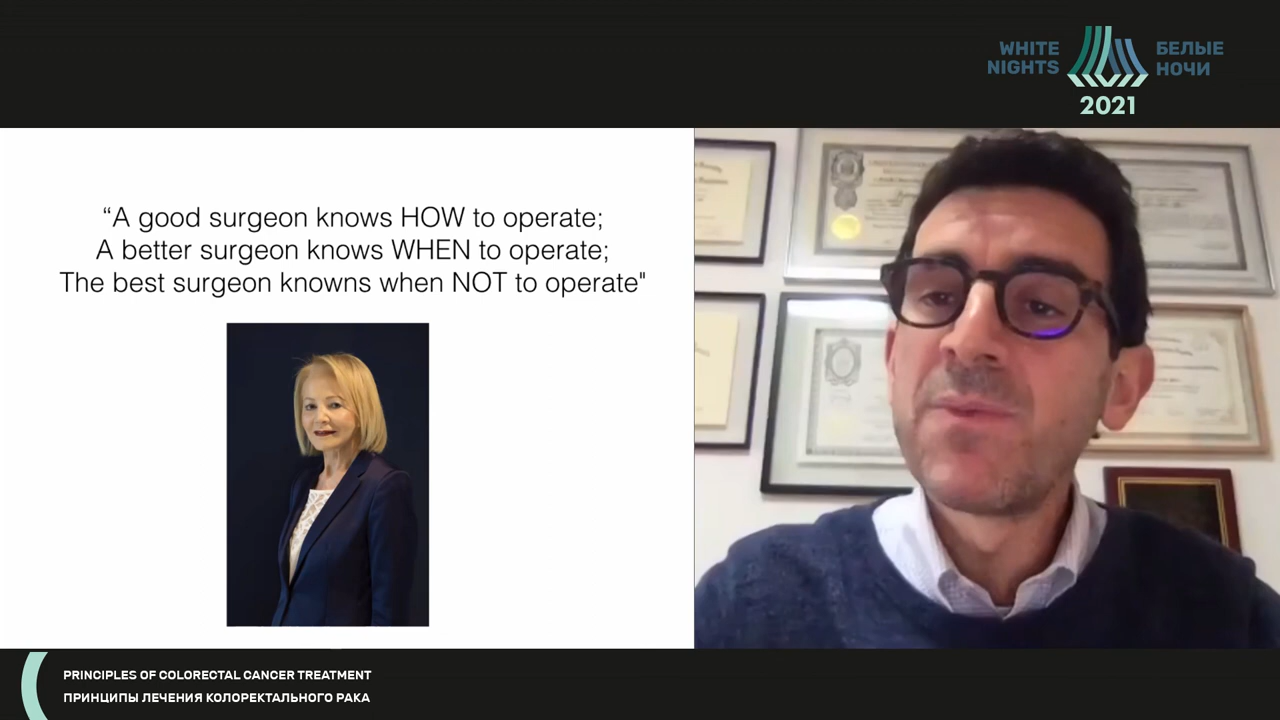 WHITE
NIGHTS
БЕЛЫЕ
НОЧИ
2021
“A good surgeon knows HOW to operate;
A better surgeon knows WHEN to operate;
The best surgeon knowns when NOT to operate"
PRINCIPLES OF COLORECTAL CANCER TREATMENT
ПРИНЦИПЫ ЛЕЧЕНИЯ КОЛОРЕКТАЛЬНОГО РАКА